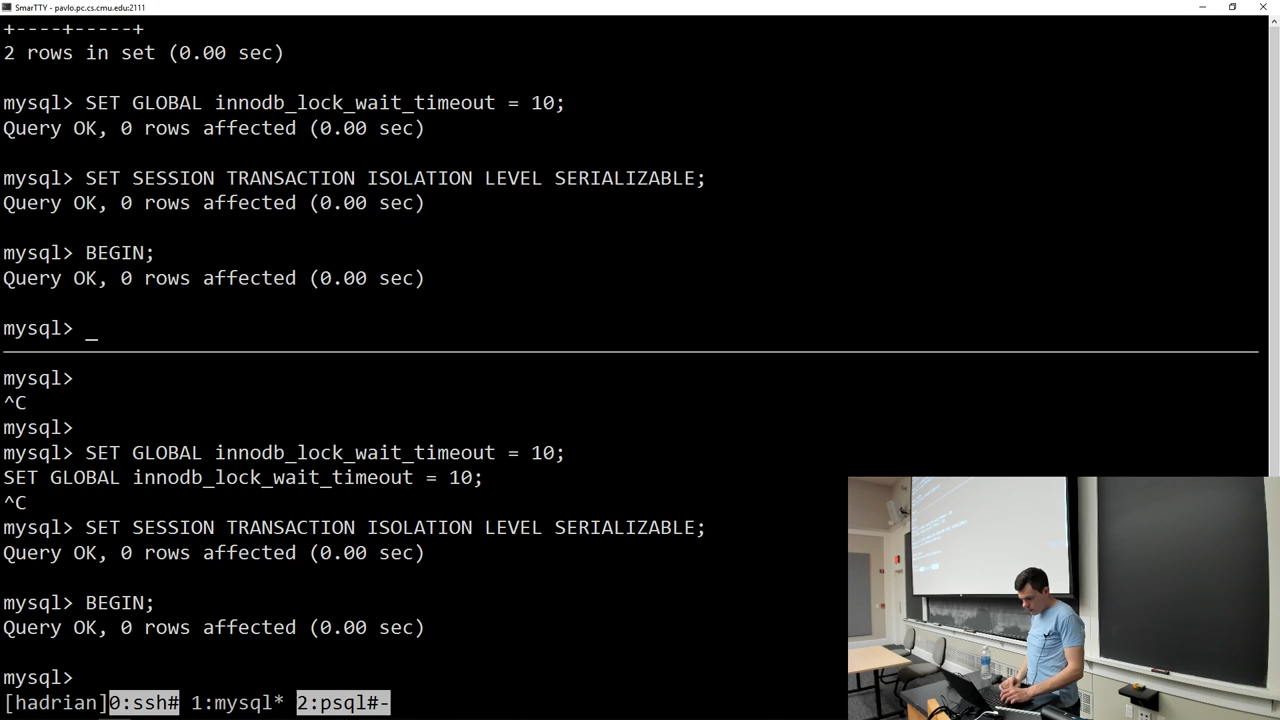 SmarTTY - pavlo.pc.cs.cmu.edu:2111
+----+-----+
2 rows in set (0.00 sec)
mysql> SET GLOBAL innodb_lock_wait_timeout = 10;
Query OK, 0 rows affected (0.00 sec)
mysql> SET SESSION TRANSACTION ISOLATION LEVEL SERIALIZABLE;
Query OK, 0 rows affected (0.00 sec)
mysql> BEGIN;
Query OK, 0 rows affected (0.00 sec)
mysql> _
mysql>
^C
mysql>
mysql> SET GLOBAL innodb_lock_wait_timeout = 10;
SET GLOBAL innodb_lock_wait_timeout = 10;
^C
mysql> SET SESSION TRANSACTION ISOLATION LEVEL SERIALIZABLE;
Query OK, 0 rows affected (0.00 sec)
mysql> BEGIN;
Query OK, 0 rows affected (0.00 sec)
mysql>
[hadrian]0:ssh# 1:mysql* 2:psql#-